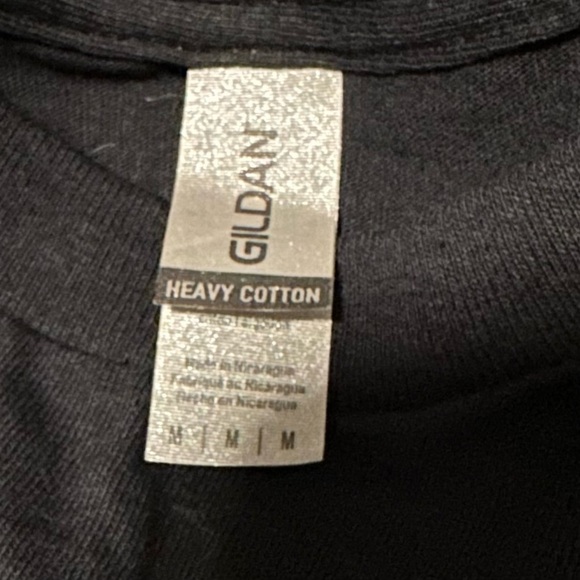 GILDAN
HEAVY COTTON
Made in Nicaragua
Fabriqué au Nicaragua
Hecho en Nicaragua
M | M | M